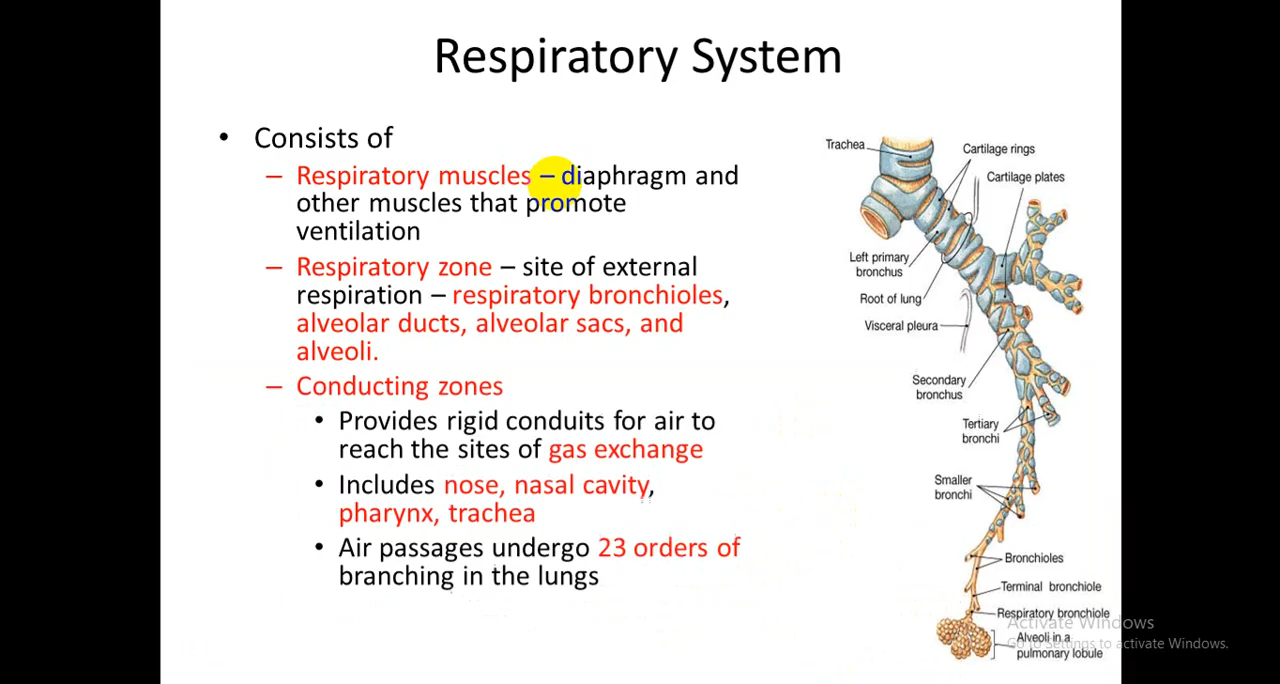 Respiratory System
• Consists of
– Respiratory muscles – diaphragm and
other muscles that promote
ventilation
– Respiratory zone – site of external
respiration – respiratory bronchioles,
alveolar ducts, alveolar sacs, and
alveoli.
– Conducting zones
• Provides rigid conduits for air to
reach the sites of gas exchange
• Includes nose, nasal cavity,
pharynx, trachea
• Air passages undergo 23 orders of
branching in the lungs
Trachea
Cartilage rings
Cartilage plates
Left primary
bronchus
Root of lung
Visceral pleura
Secondary
bronchus
Tertiary
bronchi
Smaller
bronchi
Bronchioles
Terminal bronchiole
Respiratory bronchiole
Alveoli in a
pulmonary lobule
Activate Windows
Go to Settings to activate Windows.